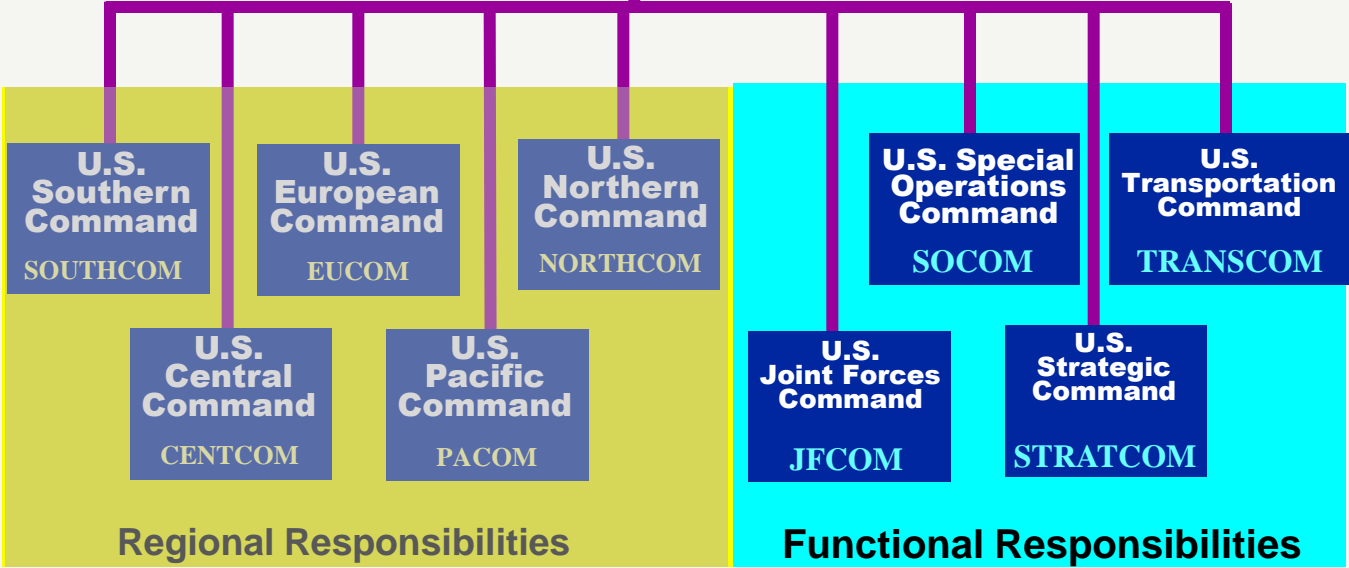 U.S.
Southern
Command
SOUTHCOM
U.S.
European
Command
EUCOM
U.S.
Northern
Command
NORTHCOM
U.S. Special
Operations
Command
SOCOM
U.S.
Transportation
Command
TRANSCOM
U.S.
Central
Command
CENTCOM
U.S.
Pacific
Command
PACOM
U.S.
Joint Forces
Command
JFCOM
U.S.
Strategic
Command
STRATCOM
Regional Responsibilities
Functional Responsibilities